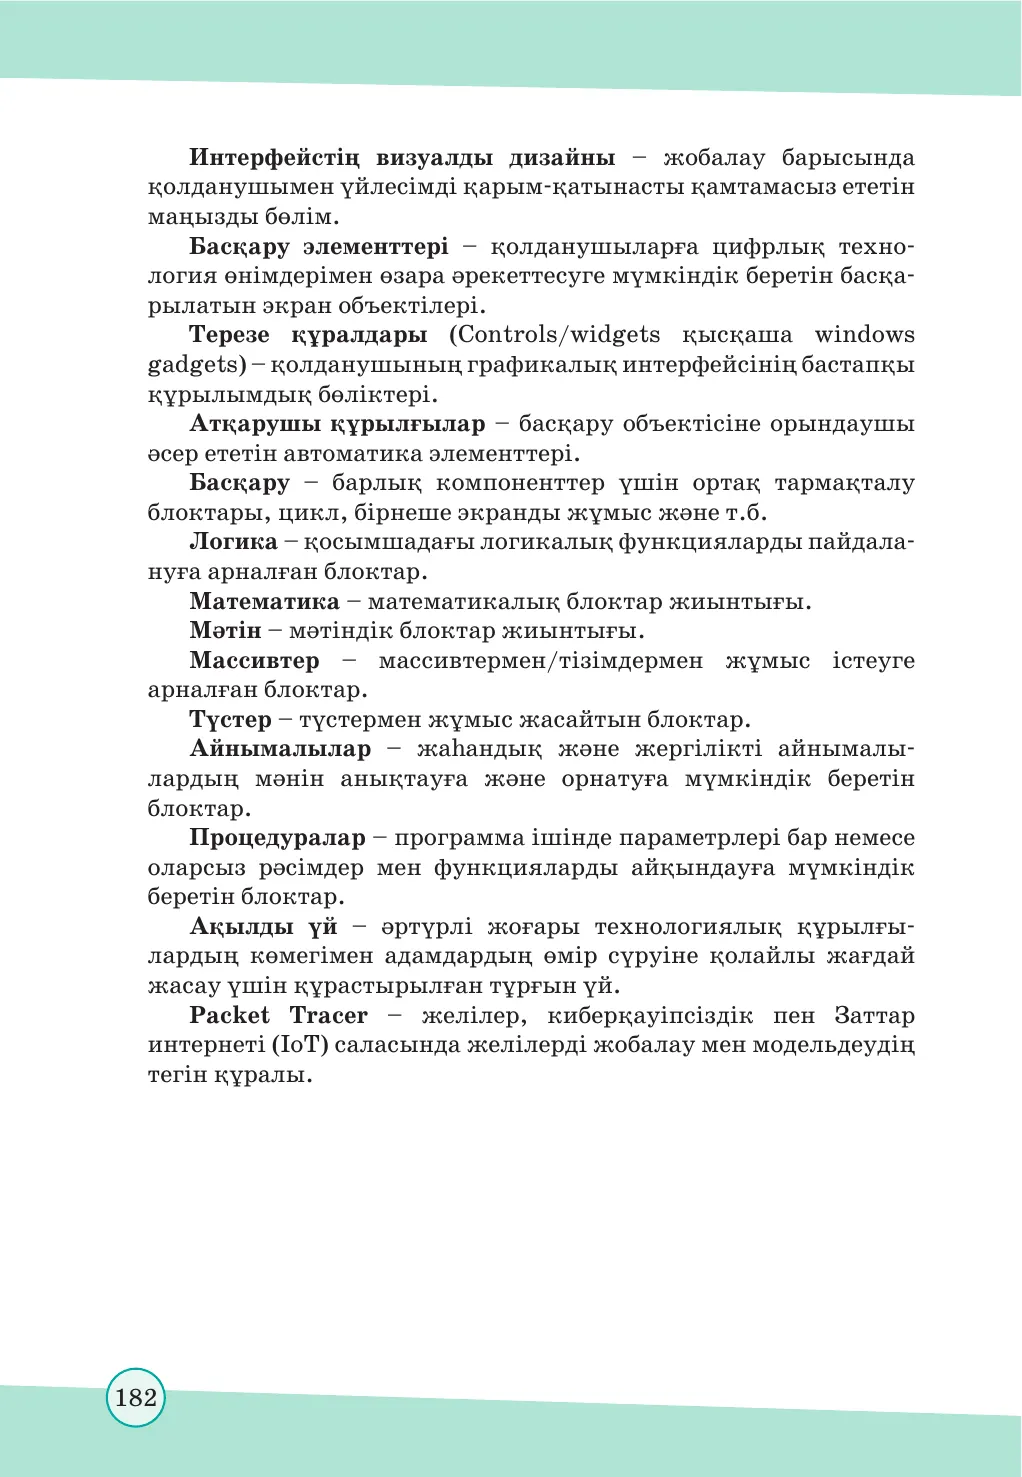 Интерфейстің визуалды дизайны – жобалау барысында
қолданушымен үйлесімді қарым-қатынасты қамтамасыз ететін
маңызды бөлім.
Басқару элементтері – қолданушыларға цифрлық техно-
логия өнімдерімен өзара әрекеттесуге мүмкіндік беретін басқа-
рылатын экран объектілері.
Терезе құралдары (Controls/widgets қысқаша windows
gadgets) – қолданушының графикалық интерфейсінің бастапқы
құрылымдық бөліктері.
Атқарушы құрылғылар – басқару объектісіне орындаушы
әсер ететін автоматика элементтері.
Басқару – барлық компоненттер үшін ортақ тармақталу
блоктары, цикл, бірнеше экранды жұмыс және т.б.
Логика – қосымшадағы логикалық функцияларды пайдала-
нуға арналған блоктар.
Математика – математикалық блоктар жиынтығы.
Мәтін – мәтіндік блоктар жиынтығы.
Массивтер – массивтермен/тізімдермен жұмыс істеуге
арналған блоктар.
Түстер – түстермен жұмыс жасайтын блоктар.
Айнымалылар – жаһандық және жергілікті айнымалы-
лардың мәнін анықтауға және орнатуға мүмкіндік беретін
блоктар.
Процедуралар – программа ішінде параметрлері бар немесе
оларсыз рәсімдер мен функцияларды айқындауға мүмкіндік
беретін блоктар.
Ақылды үй – әртүрлі жоғары технологиялық құрылғы-
лардың көмегімен адамдардың өмір сүруіне қолайлы жағдай
жасау үшін құрастырылған тұрғын үй.
Packet Tracer – желілер, киберқауіпсіздік пен Заттар
интернеті (IoT) саласында желілерді жобалау мен модельдеудің
тегін құралы.
182